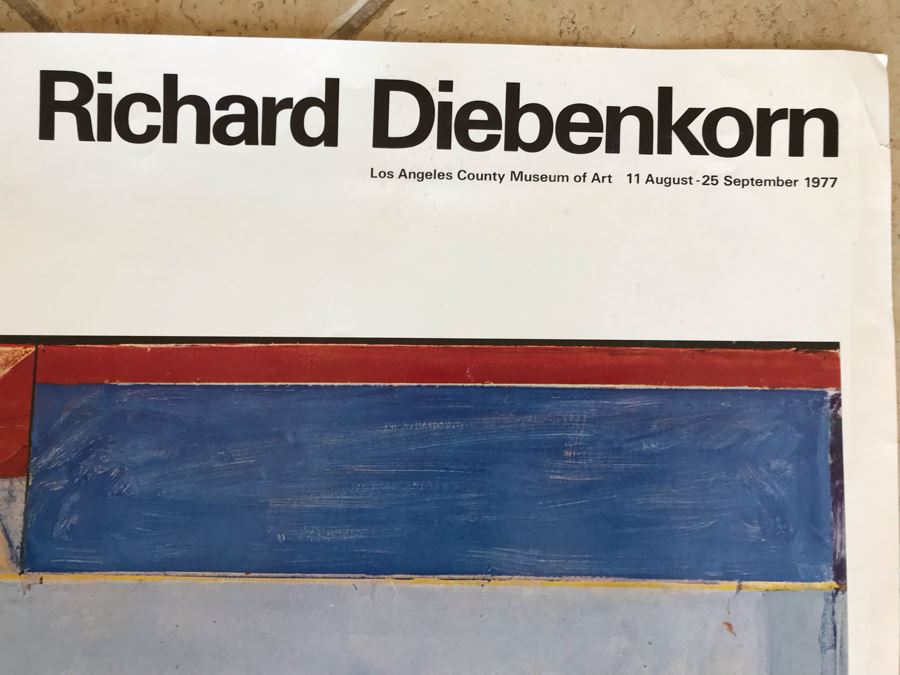 Richard Diebenkorn
Los Angeles County Museum of Art 11 August-25 September 1977